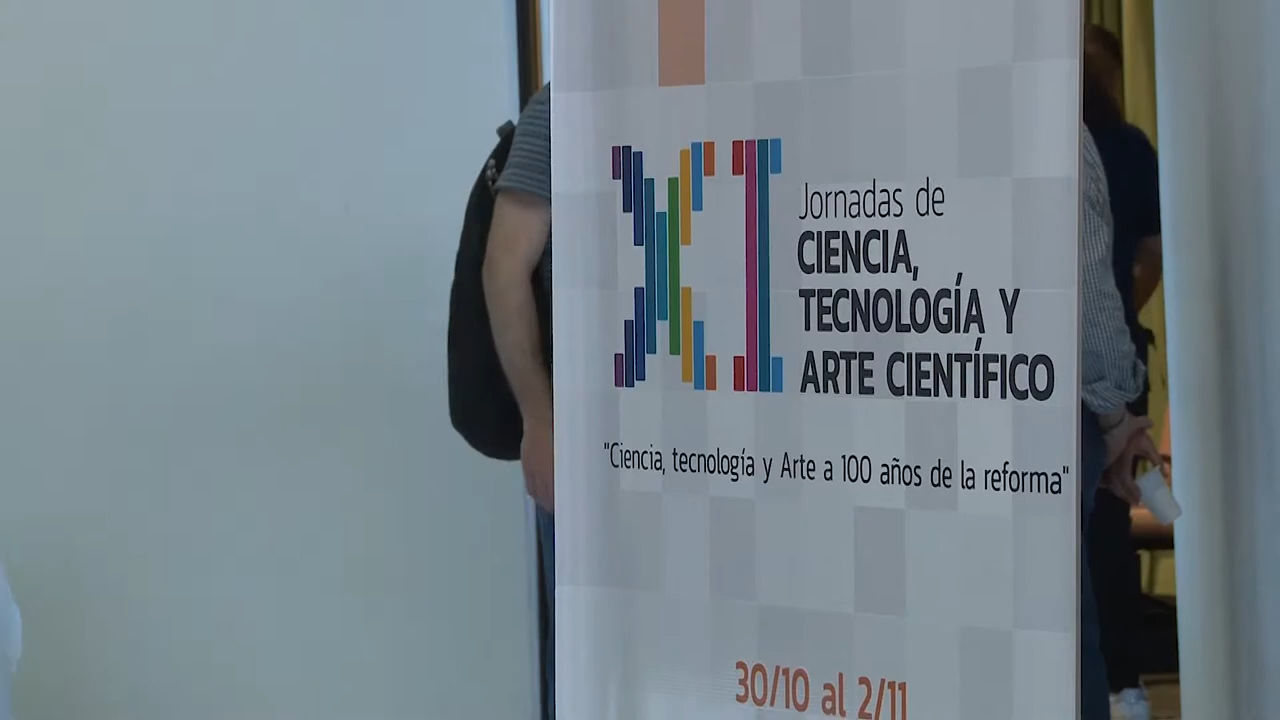 XI
Jornadas de
CIENCIA,
TECNOLOGÍA Y
ARTE CIENTÍFICO
"Ciencia, tecnología y Arte a 100 años de la reforma"
30/10 al 2/11